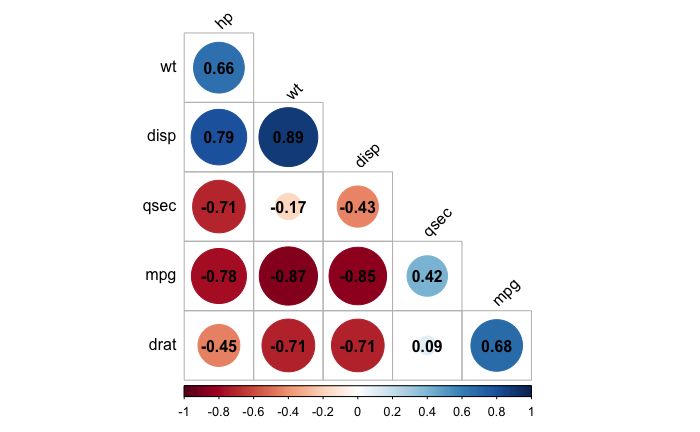 hp
wt 0.66
wt
disp 0.79 0.89
disp
qsec -0.71 -0.17 -0.43
qsec
mpg -0.78 -0.87 -0.85 0.42
mpg
drat -0.45 -0.71 -0.71 0.09 0.68
-1 -0.8 -0.6 -0.4 -0.2 0 0.2 0.4 0.6 0.8 1